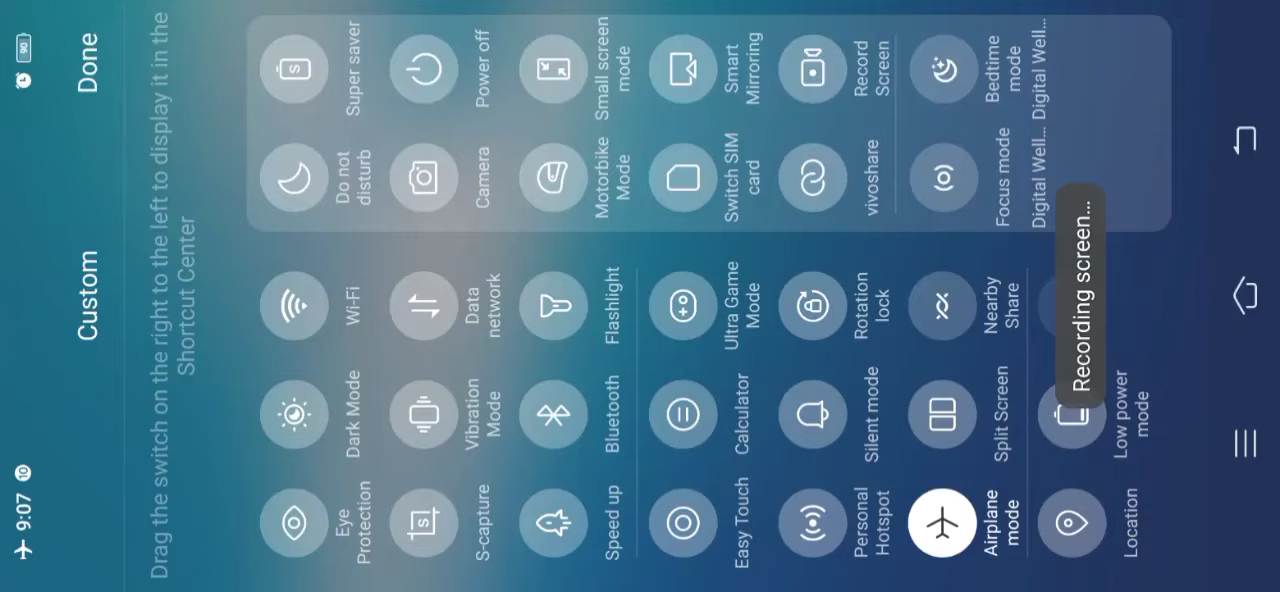 9:07 10 90
Custom Done
Drag the switch on the right to the left to display it in the
Shortcut Center
Eye
Protection
Dark Mode
Wi-Fi
S-capture
Vibration
Mode
Data
network
Speed up
Bluetooth
Flashlight
Easy Touch
Calculator
Ultra Game
Mode
Personal
Hotspot
Silent mode
Rotation
lock
Airplane
mode
Split Screen
Nearby
Share
Location
Low power
mode
Do not
disturb
Super saver
Camera
Power off
Motorbike
Mode
Small screen
mode
Switch SIM
card
Smart
Mirroring
vivoshare
Record
Screen
Focus mode
Digital Well...
Bedtime
mode
Digital Well...
Recording screen...